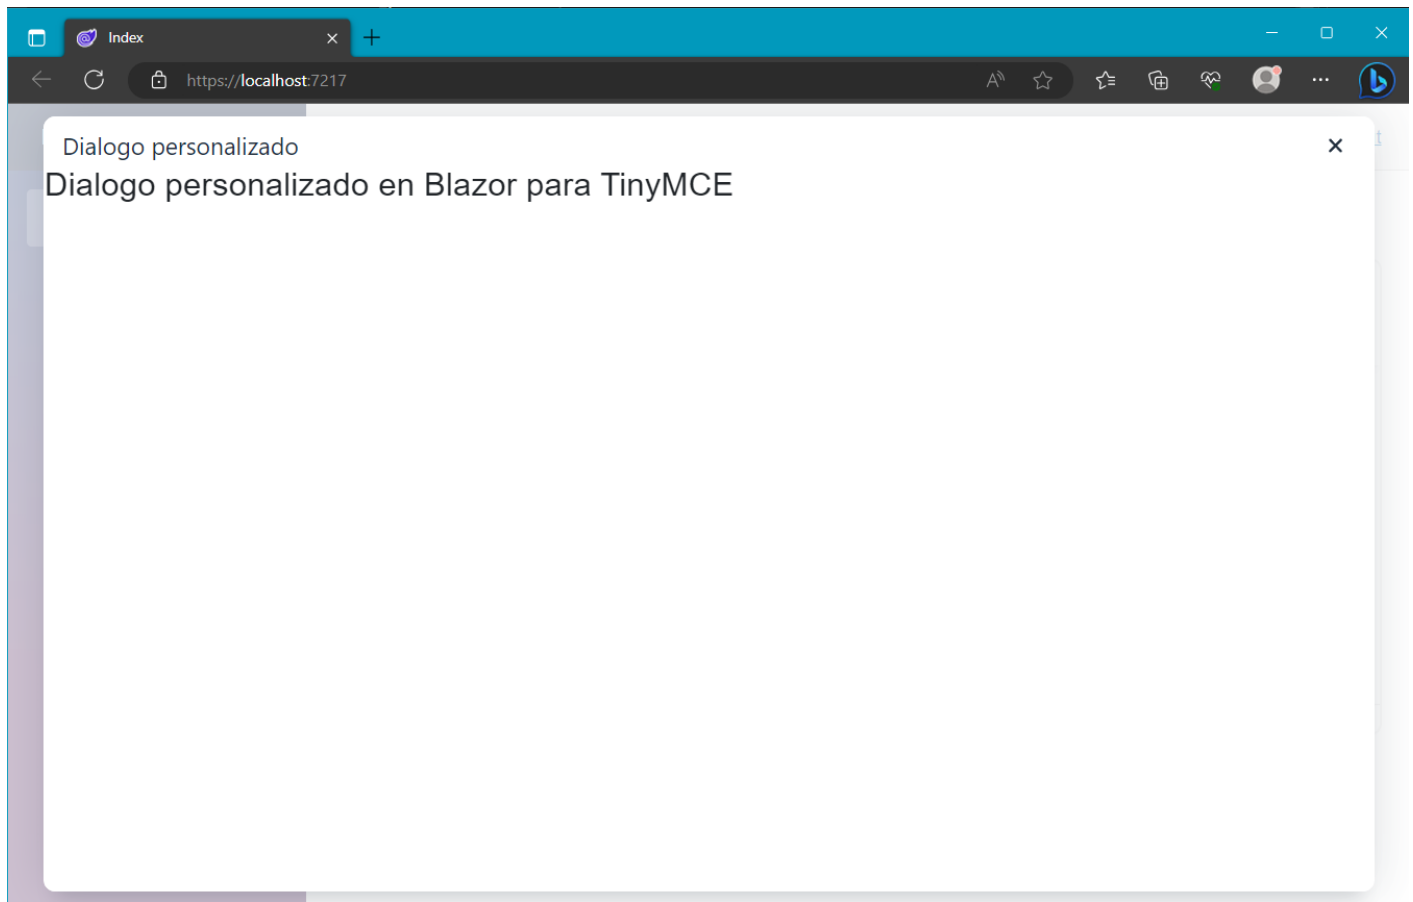 Index
https://localhost:7217
Dialogo personalizado
Dialogo personalizado en Blazor para TinyMCE